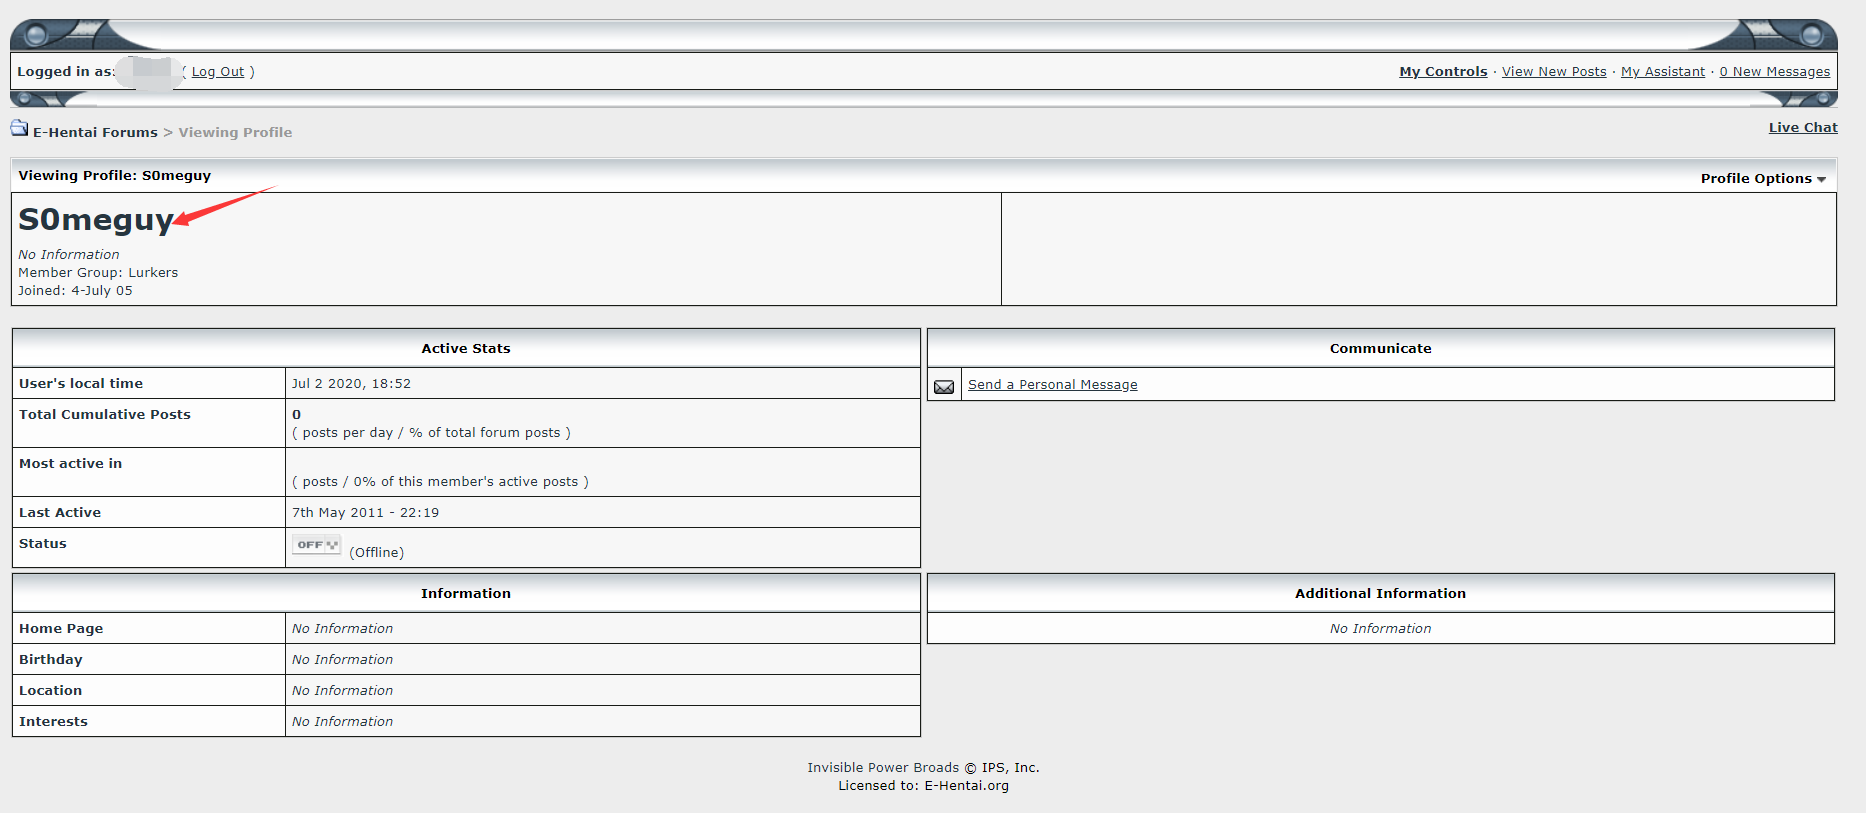 Logged in as: ( Log Out )
My Controls · View New Posts · My Assistant · 0 New Messages
E-Hentai Forums > Viewing Profile
Live Chat
Viewing Profile: S0meguy
Profile Options
S0meguy
No Information
Member Group: Lurkers
Joined: 4-July 05
Active Stats
User's local time Jul 2 2020, 18:52
Total Cumulative Posts 0
( posts per day / % of total forum posts )
Most active in
( posts / 0% of this member's active posts )
Last Active 7th May 2011 - 22:19
Status OFF (Offline)
Communicate
Send a Personal Message
Information
Home Page No Information
Birthday No Information
Location No Information
Interests No Information
Additional Information
No Information
Invisible Power Broads © IPS, Inc.
Licensed to: E-Hentai.org